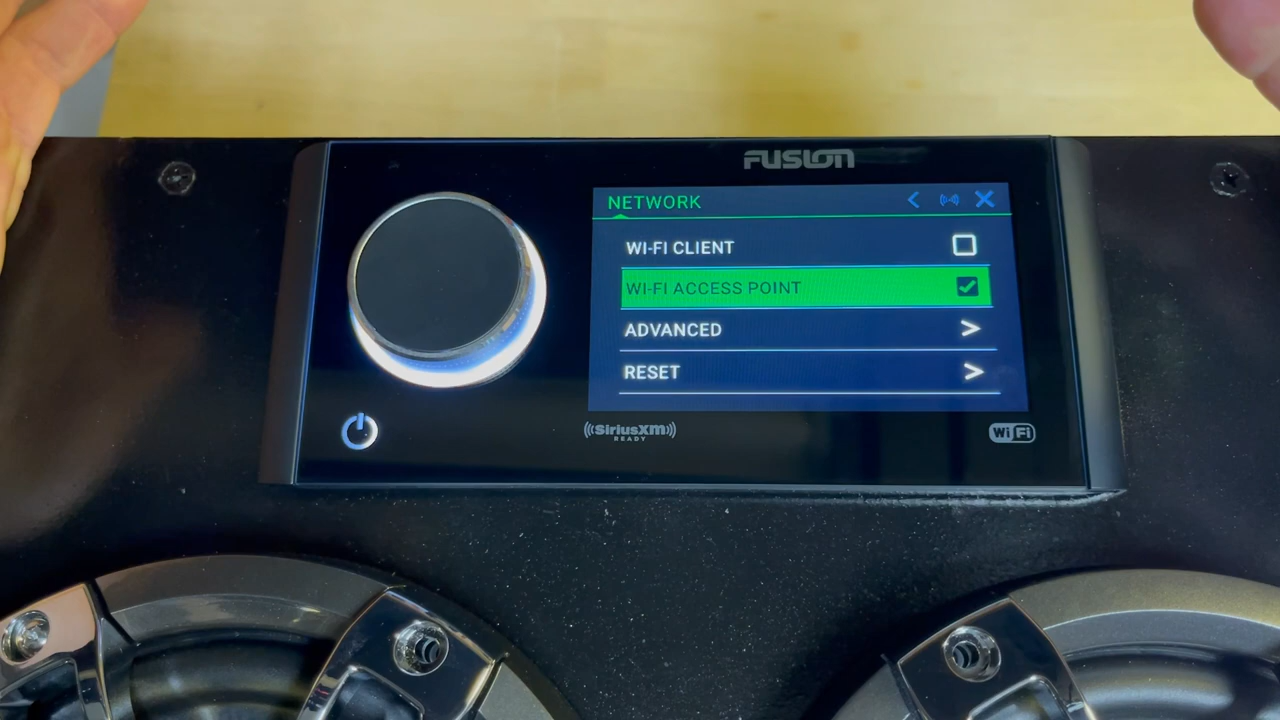 FUSION
NETWORK
WI-FI CLIENT
WI-FI ACCESS POINT
ADVANCED
RESET
SiriusXM
READY
WiFi